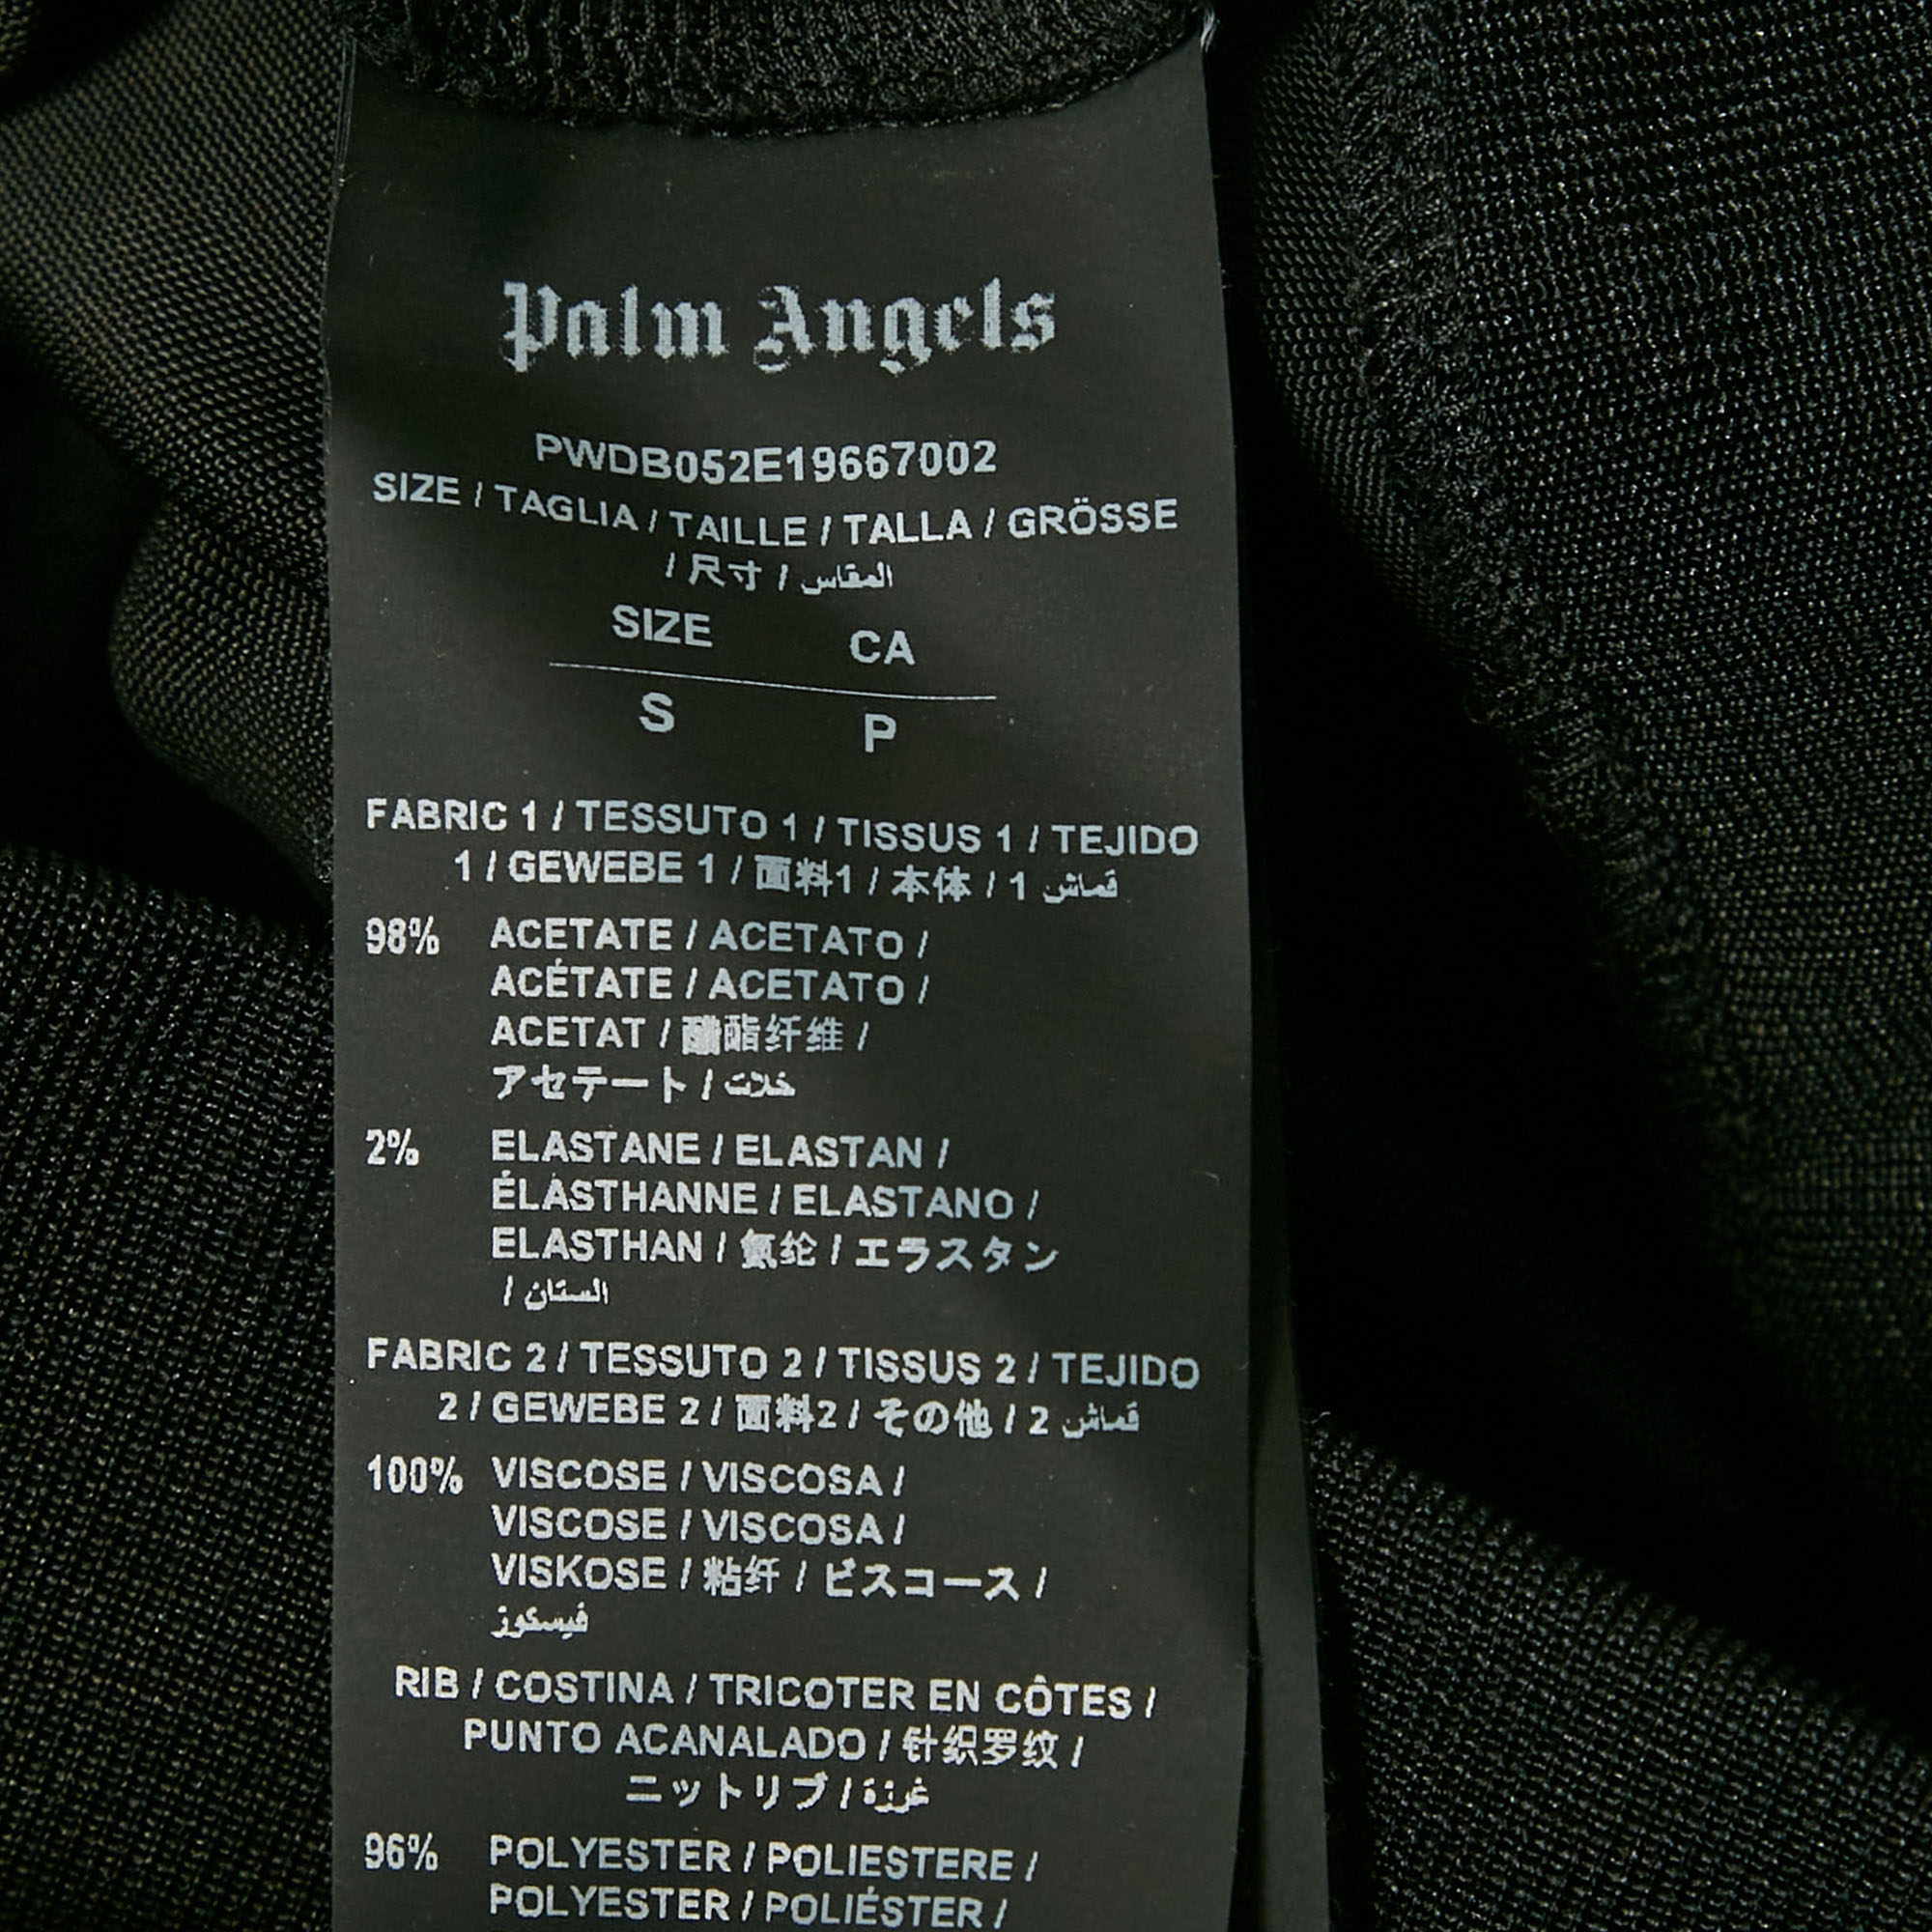 Palm Angels
PWDB052E19667002
SIZE / TAGLIA / TAILLE / TALLA / GRÖSSE
/ 尺寸 / المقاس
SIZE CA
S P
FABRIC 1 / TESSUTO 1 / TISSUS 1 / TEJIDO
1 / GEWEBE 1 / 面料1 / 本体 / 1 قماش
98% ACETATE / ACETATO /
ACÉTATE / ACETATO /
ACETAT / 醋酯纤维 /
アセテート / خلات
2% ELASTANE / ELASTAN /
ÉLASTHANNE / ELASTANO /
ELASTHAN / 氨纶 / エラスタン
/ الستان
FABRIC 2 / TESSUTO 2 / TISSUS 2 / TEJIDO
2 / GEWEBE 2 / 面料2 / その他 / 2 قماش
100% VISCOSE / VISCOSA /
VISCOSE / VISCOSA /
VISKOSE / 粘纤 / ビスコース /
فيسكوز
RIB / COSTINA / TRICOTER EN CÔTES /
PUNTO ACANALADO / 针织罗纹 /
ニットリブ / غرزة
96% POLYESTER / POLIESTERE /
POLYESTER / POLIÉSTER /